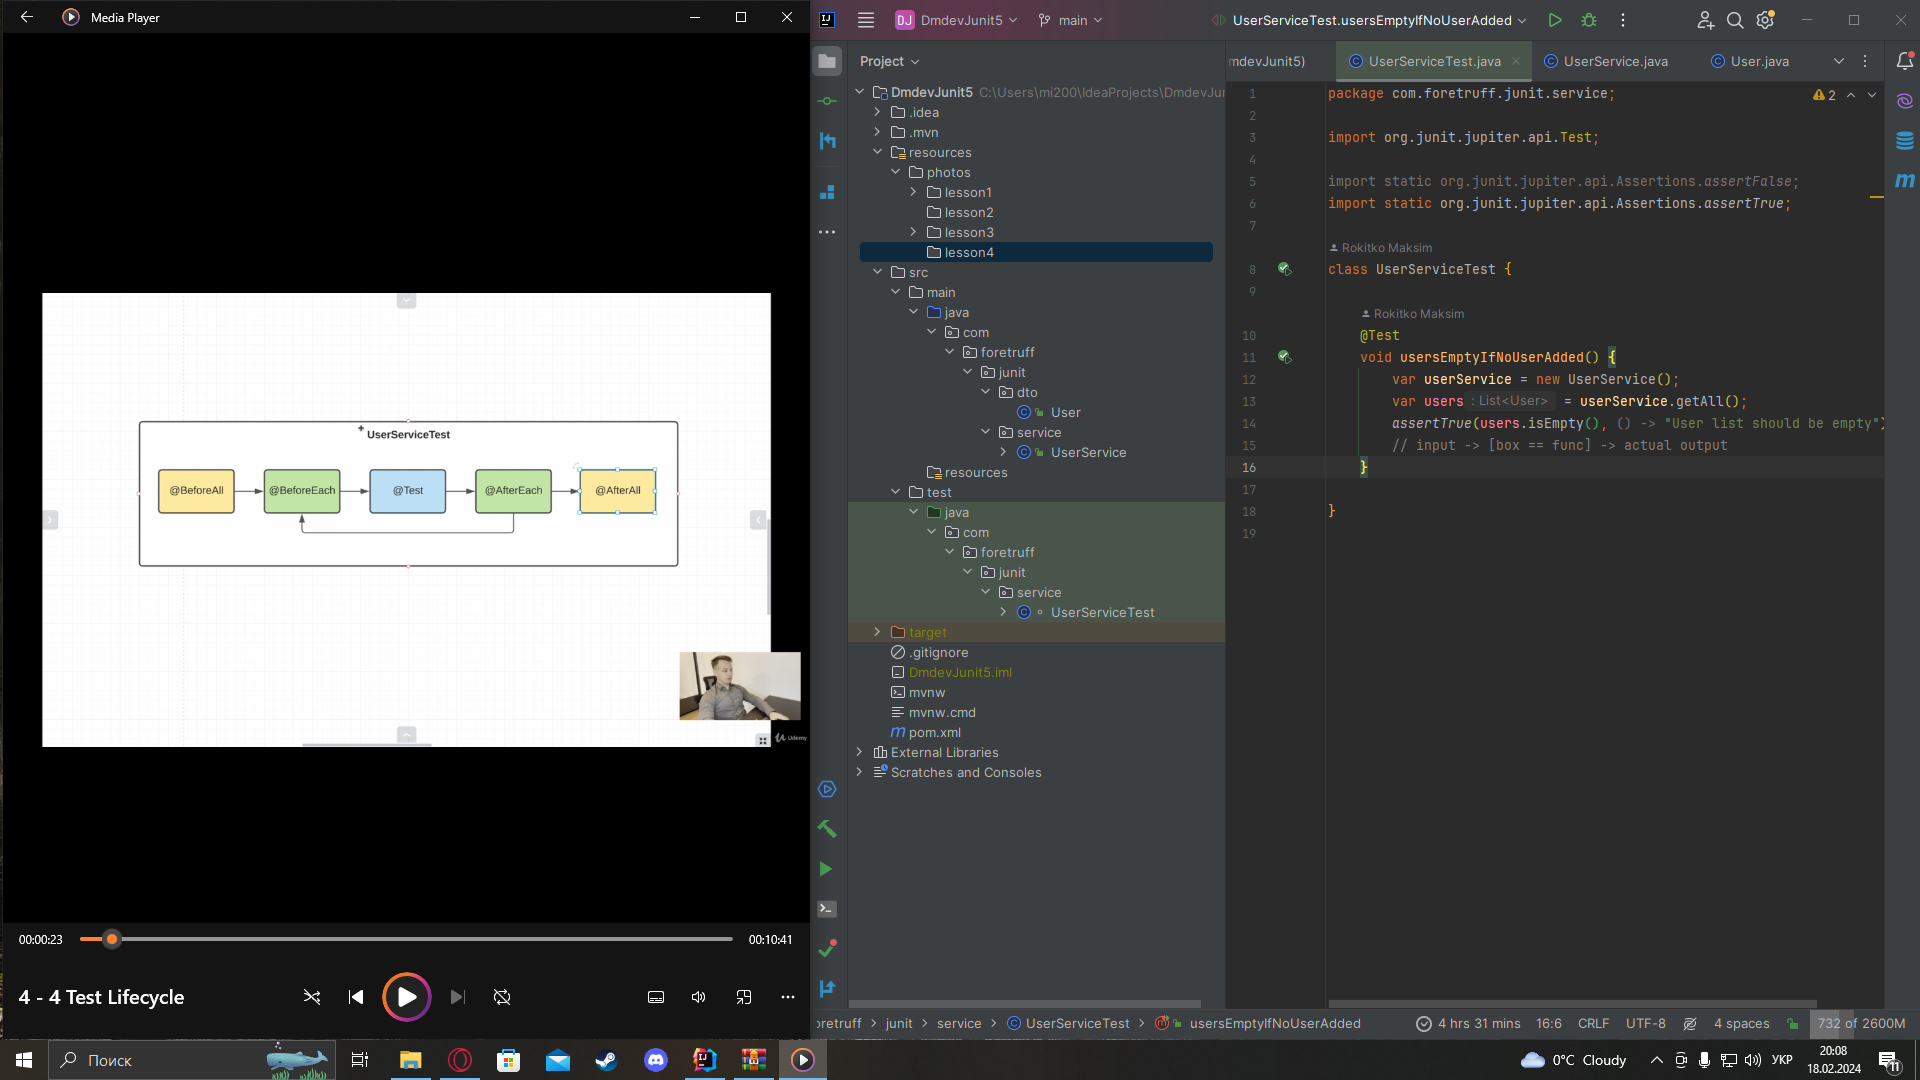 Media Player
UserServiceTest
@BeforeAll
@BeforeEach
@Test
@AfterEach
@AfterAll
Udemy
00:00:23
00:10:41
4 - 4 Test Lifecycle
DJ DmdevJunit5
main
UserServiceTest.usersEmptyIfNoUserAdded
Project
DmdevJunit5 C:\Users\mi200\IdeaProjects\DmdevJur
.idea
.mvn
resources
photos
lesson1
lesson2
lesson3
lesson4
src
main
java
com
foretruff
junit
dto
User
service
UserService
resources
test
java
com
foretruff
junit
service
UserServiceTest
target
.gitignore
DmdevJunit5.iml
mvnw
mvnw.cmd
pom.xml
External Libraries
Scratches and Consoles
mdevJunit5)
UserServiceTest.java
UserService.java
User.java
2
1 package com.foretruff.junit.service;
2
3 import org.junit.jupiter.api.Test;
4
5 import static org.junit.jupiter.api.Assertions.assertFalse;
6 import static org.junit.jupiter.api.Assertions.assertTrue;
7
Rokitko Maksim
8 class UserServiceTest {
9
Rokitko Maksim
10 @Test
11 void usersEmptyIfNoUserAdded() {
12 var userService = new UserService();
13 var users : List<User> = userService.getAll();
14 assertTrue(users.isEmpty(), () -> "User list should be empty")
15 // input -> [box == func] -> actual output
16 }
17
18 }
19
oretruff > junit > service > UserServiceTest > usersEmptyIfNoUserAdded
4 hrs 31 mins
16:6
CRLF
UTF-8
4 spaces
732 of 2600M
Поиск
0°C Cloudy
УКР
20:08
18.02.2024
11